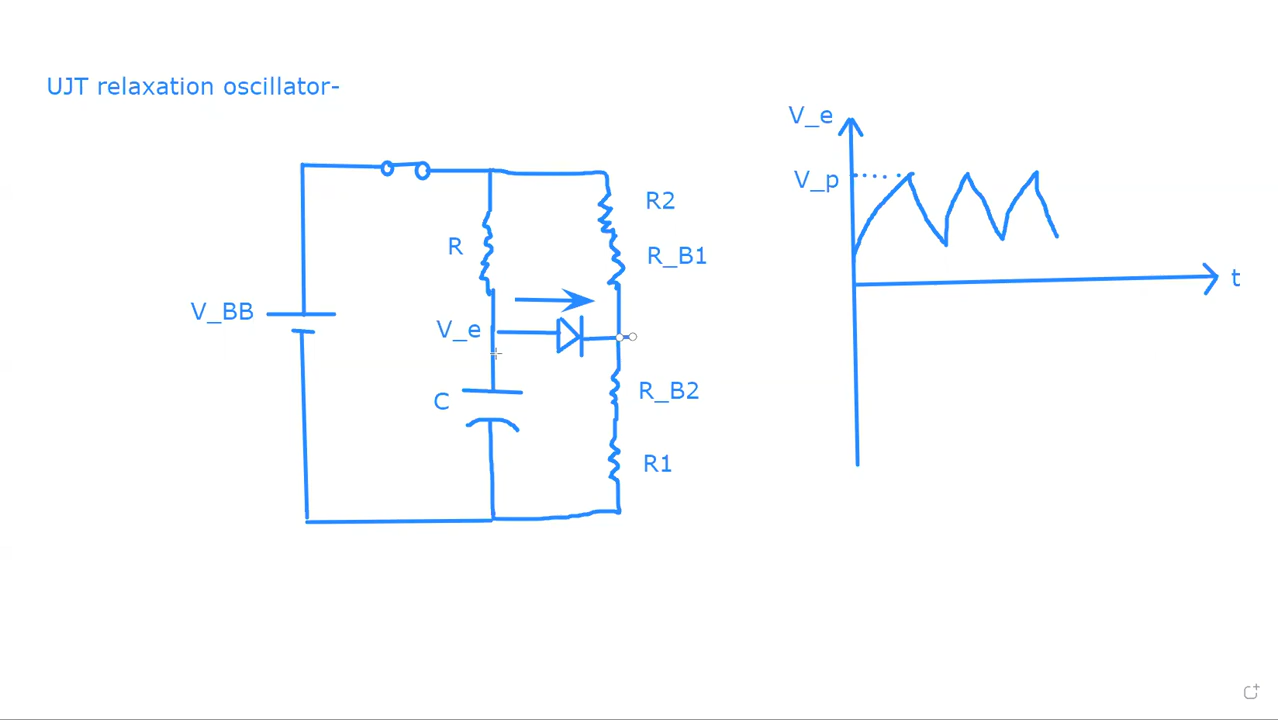 UJT relaxation oscillator-
V_e
V_p
R2
R
R_B1
t
V_BB
V_e
R_B2
C
R1